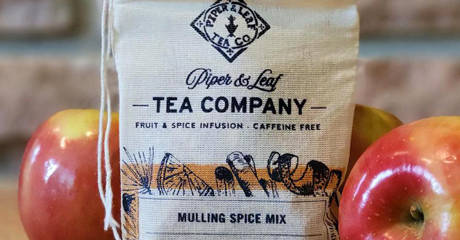 PIPER & LEAF
TEA CO.
Piper & Leaf
TEA COMPANY
FRUIT & SPICE INFUSION · CAFFEINE FREE
MULLING SPICE MIX